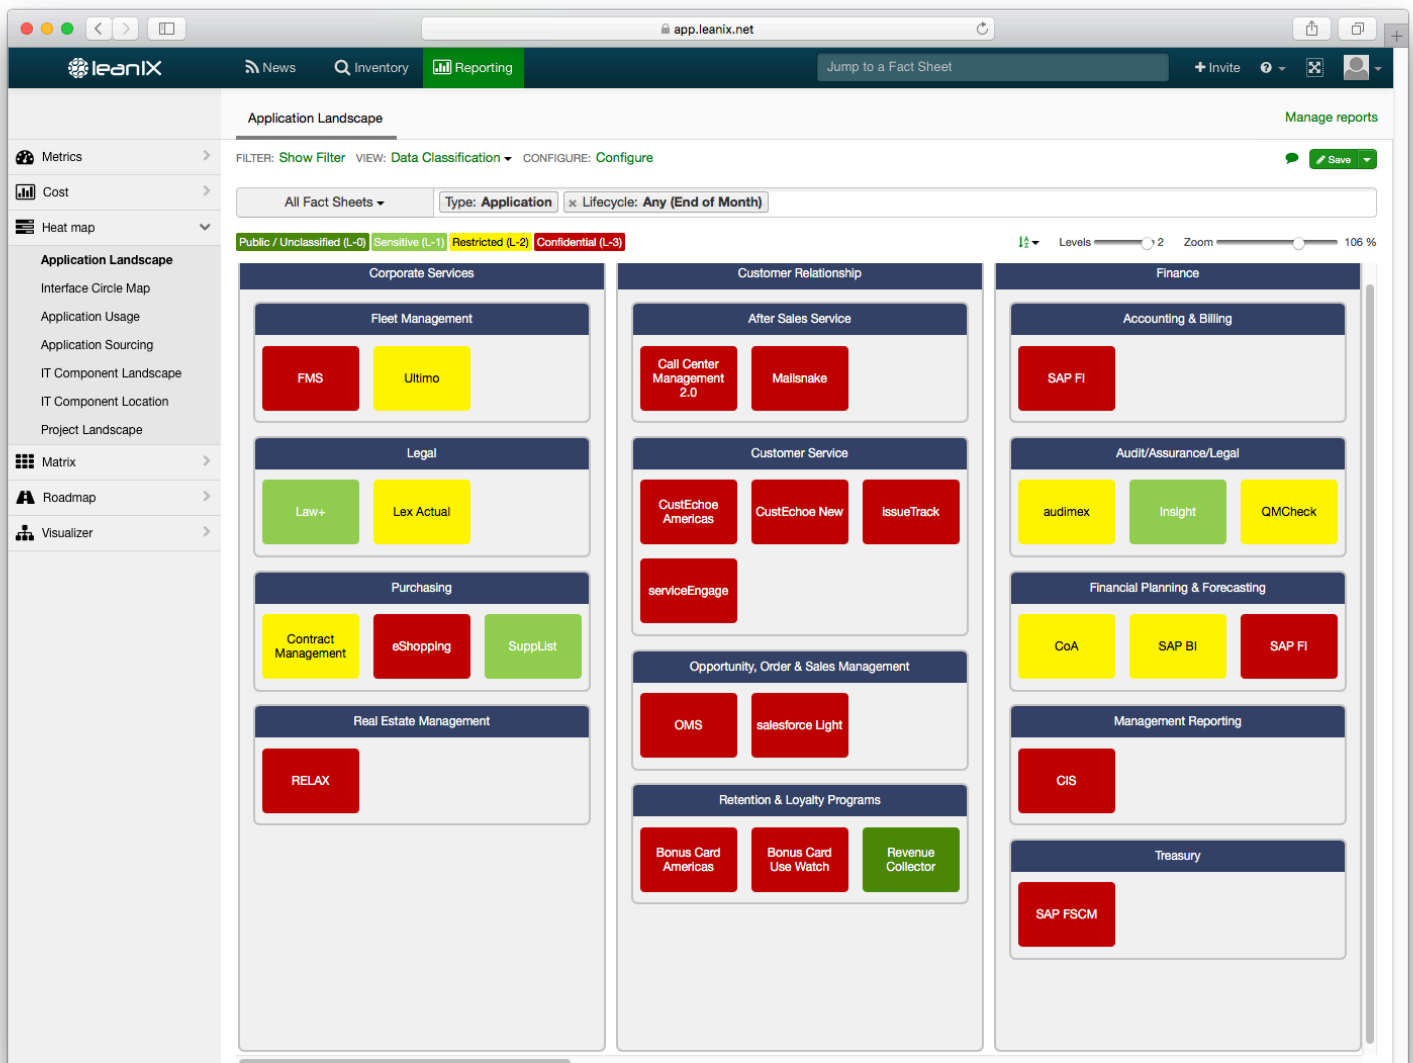 app.leanix.net
leanIX
News
Inventory
Reporting
Jump to a Fact Sheet
Invite
Application Landscape
Manage reports
Metrics
Cost
Heat map
Application Landscape
Interface Circle Map
Application Usage
Application Sourcing
IT Component Landscape
IT Component Location
Project Landscape
Matrix
Roadmap
Visualizer
FILTER: Show Filter VIEW: Data Classification CONFIGURE: Configure
Save
All Fact Sheets
Type: Application
× Lifecycle: Any (End of Month)
Public / Unclassified (L-0) Sensitive (L-1) Restricted (L-2) Confidential (L-3)
Levels 2 Zoom 106 %
Corporate Services
Fleet Management
FMS
Ultimo
Legal
Law+
Lex Actual
Purchasing
Contract
Management
eShopping
SuppList
Real Estate Management
RELAX
Customer Relationship
After Sales Service
Call Center
Management
2.0
Mailsnake
Customer Service
CustEchoe
Americas
CustEchoe New
issueTrack
serviceEngage
Opportunity, Order & Sales Management
OMS
salesforce Light
Retention & Loyalty Programs
Bonus Card
Americas
Bonus Card
Use Watch
Revenue
Collector
Finance
Accounting & Billing
SAP FI
Audit/Assurance/Legal
audimex
Insight
QMCheck
Financial Planning & Forecasting
CoA
SAP BI
SAP FI
Management Reporting
CIS
Treasury
SAP FSCM